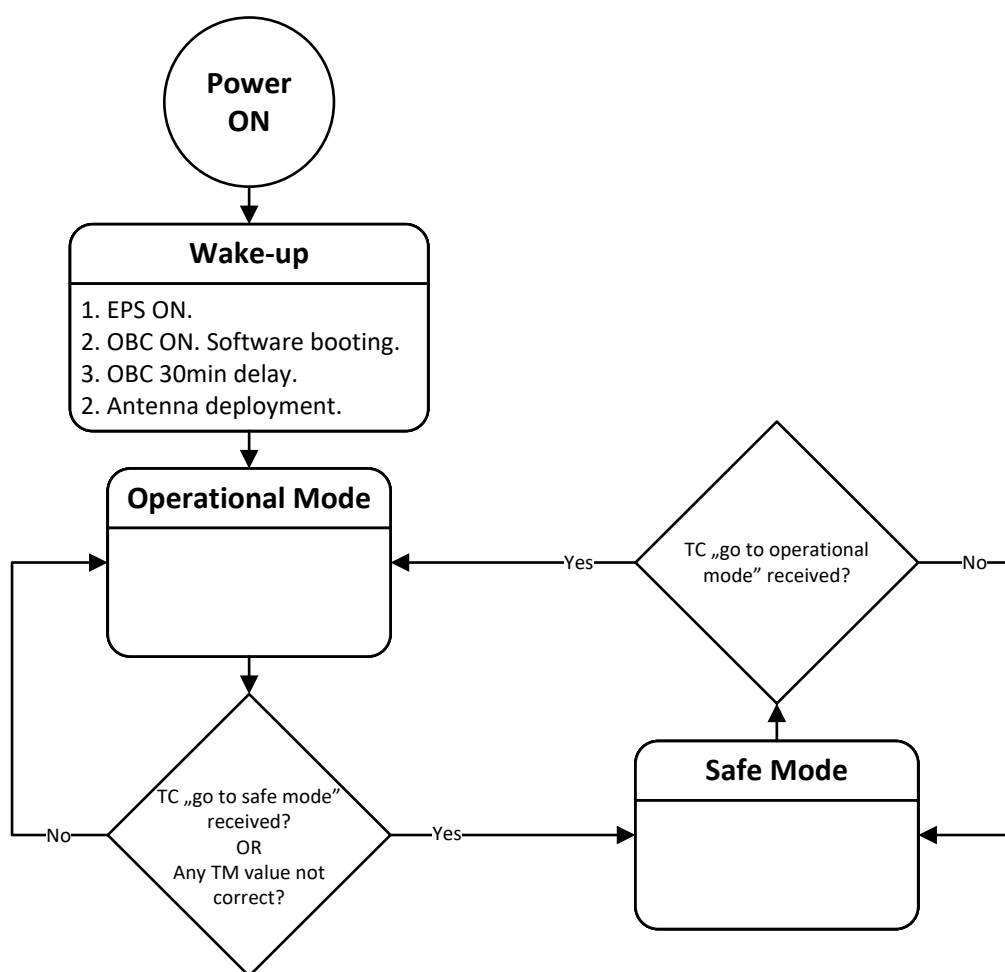 Power
ON
Wake-up
1. EPS ON.
2. OBC ON. Software booting.
3. OBC 30min delay.
2. Antenna deployment.
Operational Mode
TC „go to operational
mode” received?
Yes
No
Safe Mode
TC „go to safe mode”
received?
OR
Any TM value not
correct?
No
Yes